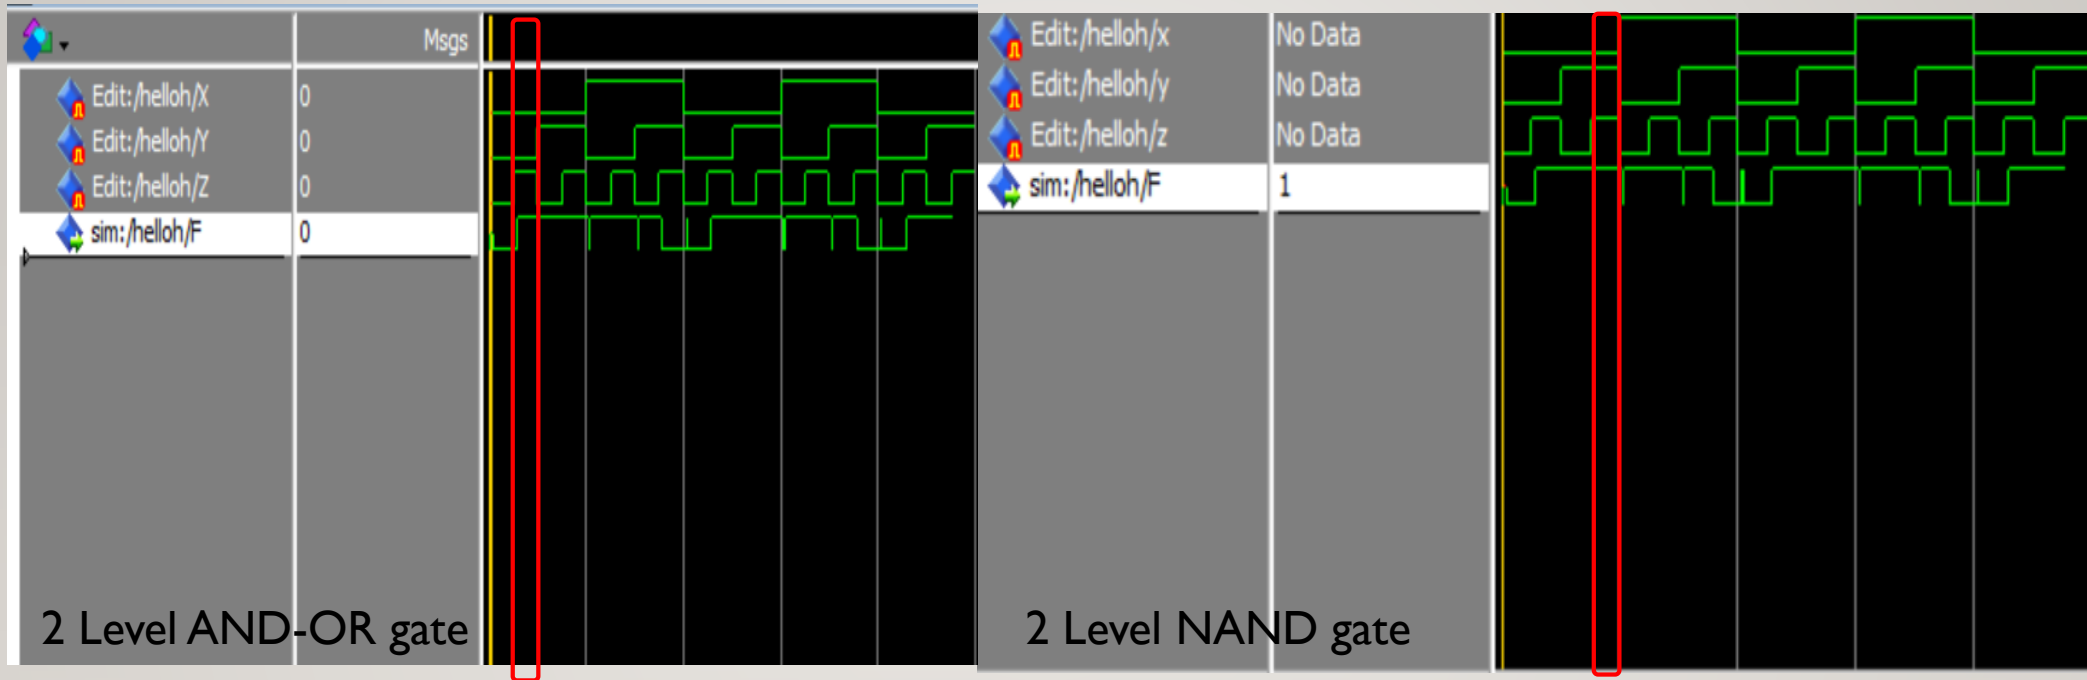 Msgs
Edit:/helloh/X 0
Edit:/helloh/Y 0
Edit:/helloh/Z 0
sim:/helloh/F 0
2 Level AND-OR gate
Edit:/helloh/x No Data
Edit:/helloh/y No Data
Edit:/helloh/z No Data
sim:/helloh/F 1
2 Level NAND gate